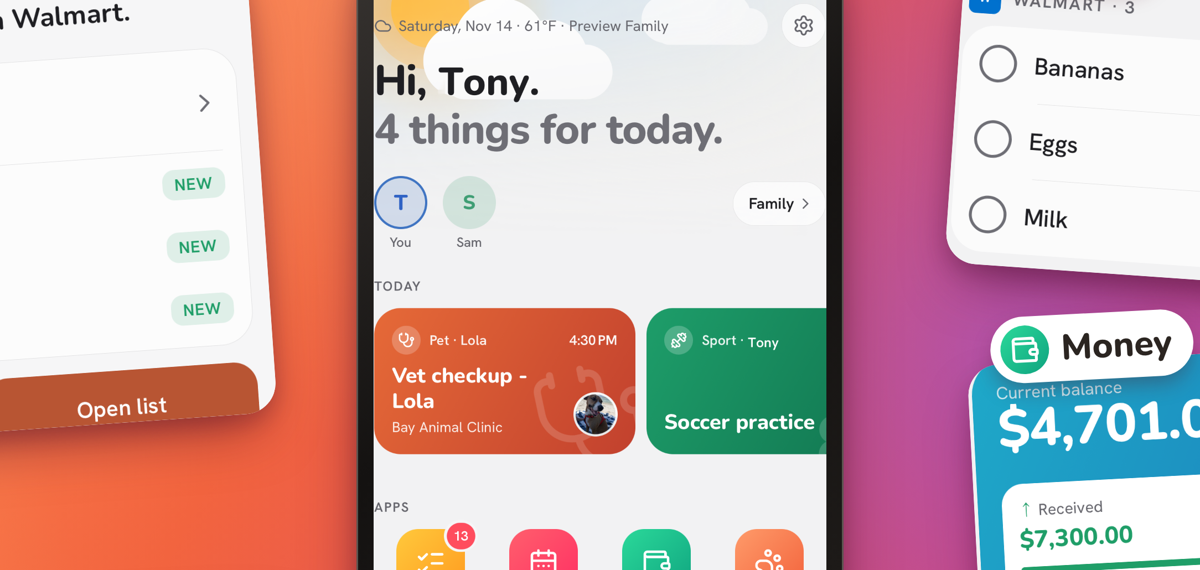 Walmart.
NEW
NEW
NEW
Open list
Saturday, Nov 14 · 61°F · Preview Family
Hi, Tony.
4 things for today.
T
S
You
Sam
Family
TODAY
Pet · Lola
4:30 PM
Vet checkup -
Lola
Bay Animal Clinic
Sport · Tony
Soccer practice
APPS
13
WALMART · 3
Bananas
Eggs
Milk
Money
Current balance
$4,701.0
↑ Received
$7,300.00